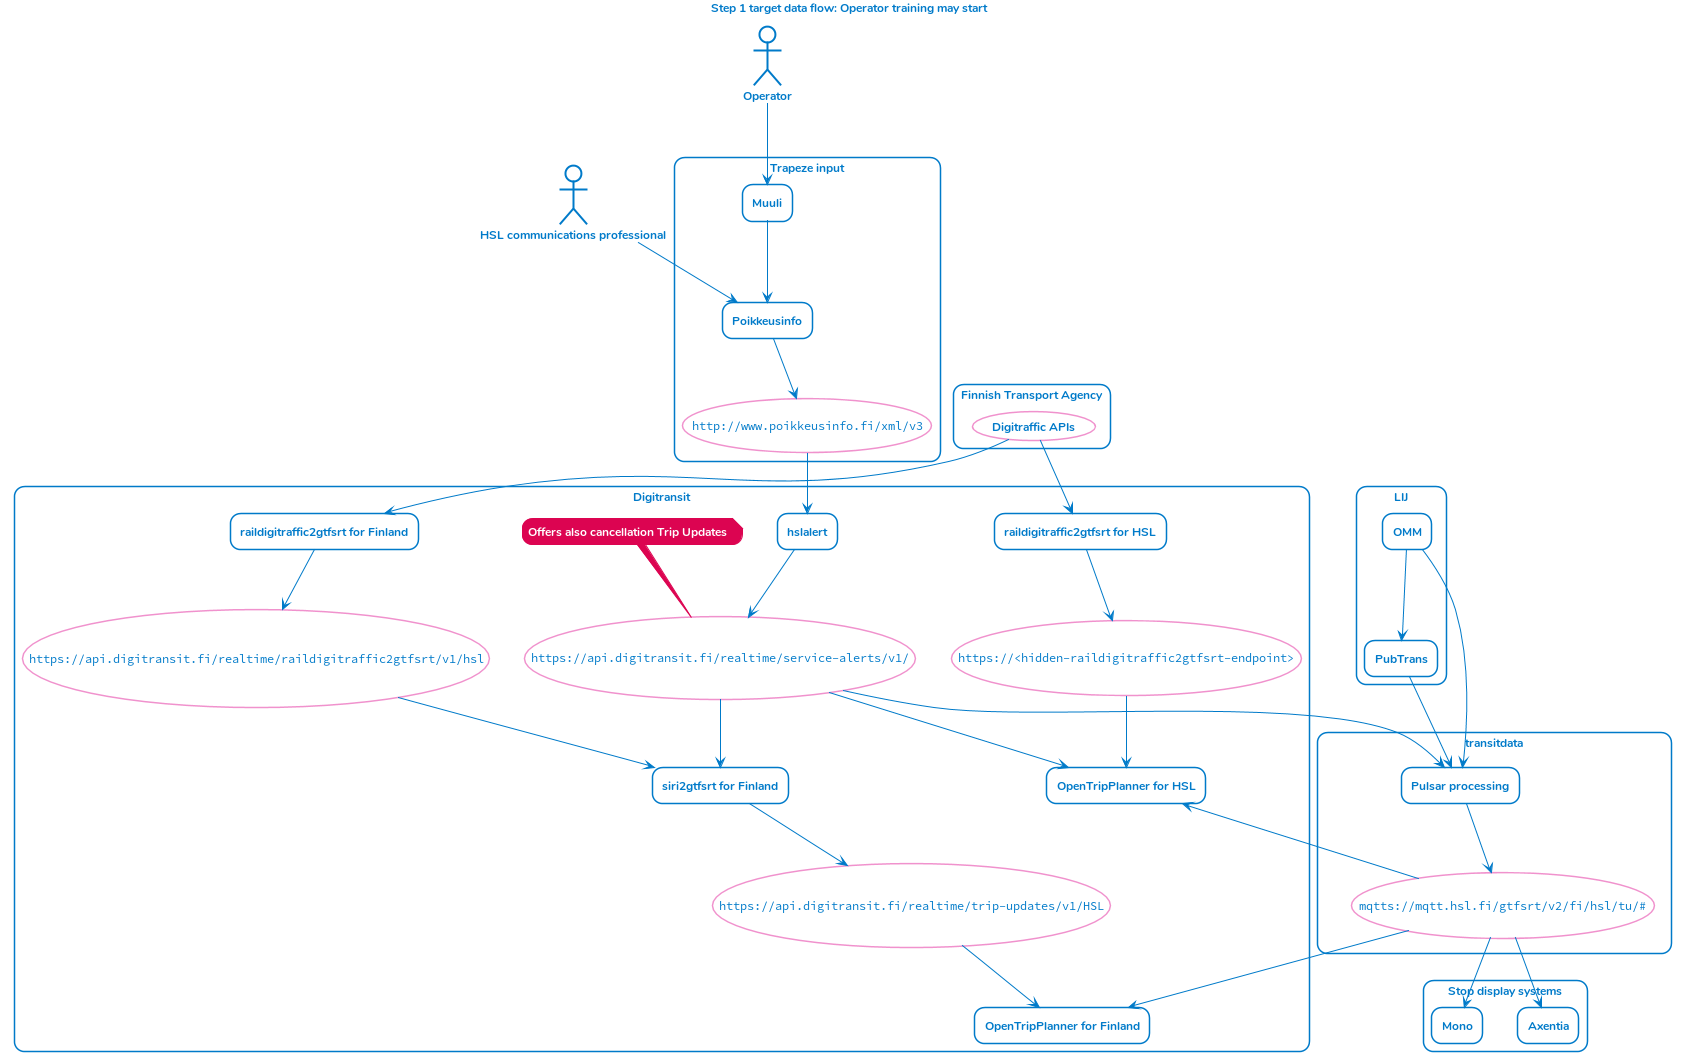 Step 1 target data flow: Operator training may start
Operator
Trapeze input
Muuli
HSL communications professional
Poikkeusinfo
Finnish Transport Agency
http://www.poikkeusinfo.fi/xml/v3
Digitraffic APIs
Digitransit
LIJ
raildigitraffic2gtfsrt for Finland
Offers also cancellation Trip Updates
hslalert
raildigitraffic2gtfsrt for HSL
OMM
https://api.digitransit.fi/realtime/raildigitraffic2gtfsrt/v1/hsl
https://api.digitransit.fi/realtime/service-alerts/v1/
https://<hidden-raildigitraffic2gtfsrt-endpoint>
PubTrans
transitdata
siri2gtfsrt for Finland
OpenTripPlanner for HSL
Pulsar processing
https://api.digitransit.fi/realtime/trip-updates/v1/HSL
mqtts://mqtt.hsl.fi/gtfsrt/v2/fi/hsl/tu/#
Stop display systems
OpenTripPlanner for Finland
Mono
Axentia